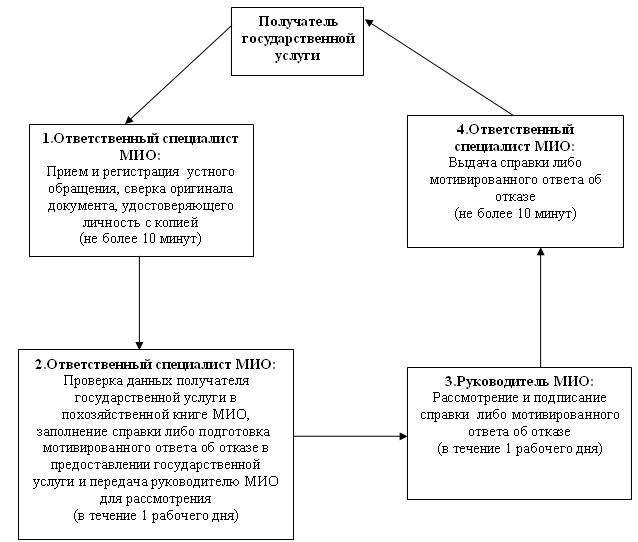 Получатель
государственной
услуги
1.Ответственный специалист
МИО:
Прием и регистрация устного
обращения, сверка оригинала
документа, удостоверяющего
личность с копией
(не более 10 минут)
2.Ответственный специалист МИО:
Проверка данных получателя
государственной услуги в
похозяйственной книге МИО,
заполнение справки либо подготовка
мотивированного ответа об отказе в
предоставлении государственной
услуги и передача руководителю МИО
для рассмотрения
(в течение 1 рабочего дня)
3.Руководитель МИО:
Рассмотрение и подписание
справки либо мотивированного
ответа об отказе
(в течение 1 рабочего дня)
4.Ответственный
специалист МИО:
Выдача справки либо
мотивированного ответа об
отказе
(не более 10 минут)